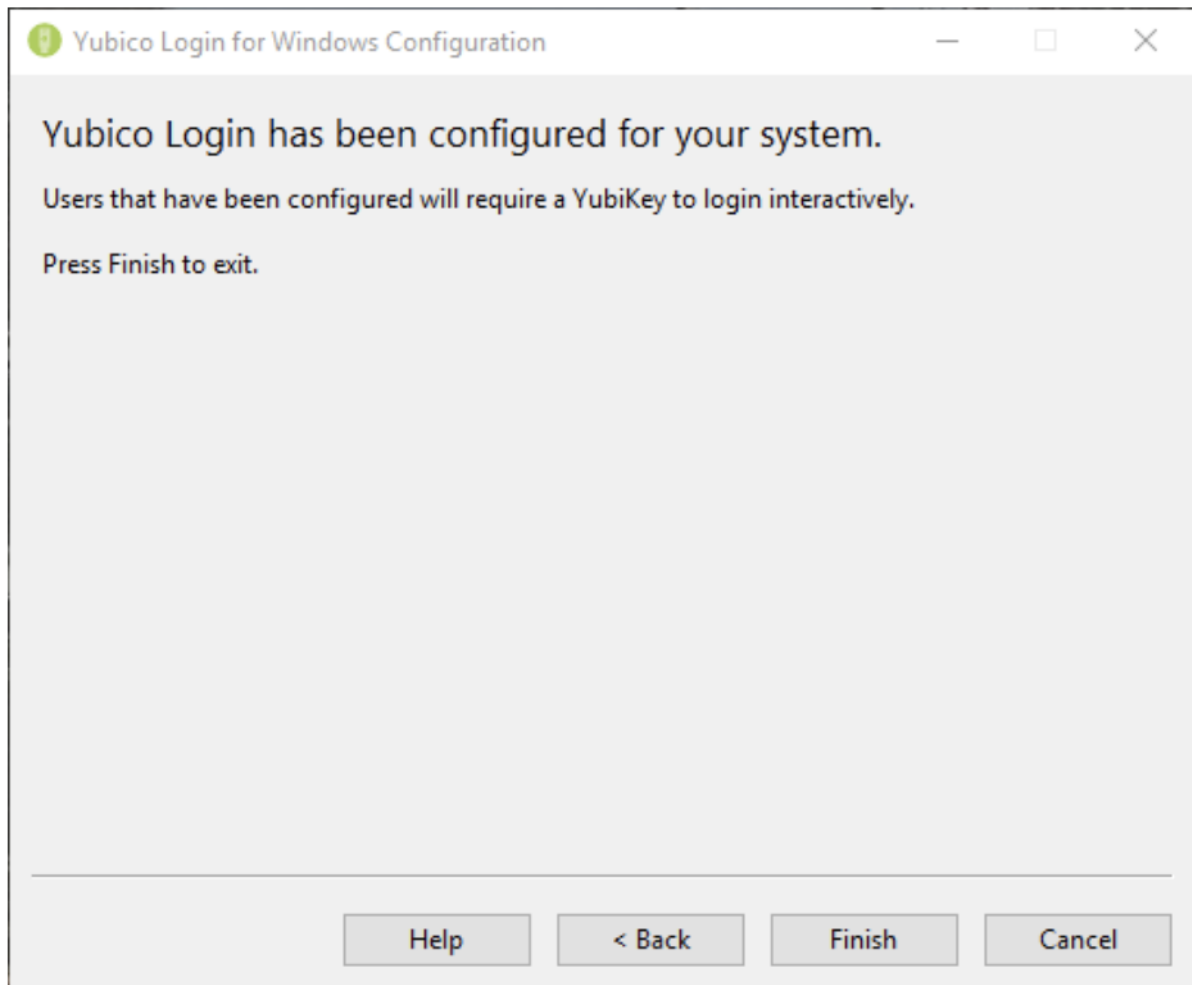 Yubico Login for Windows Configuration
Yubico Login has been configured for your system.
Users that have been configured will require a YubiKey to login interactively.
Press Finish to exit.
Help
< Back
Finish
Cancel